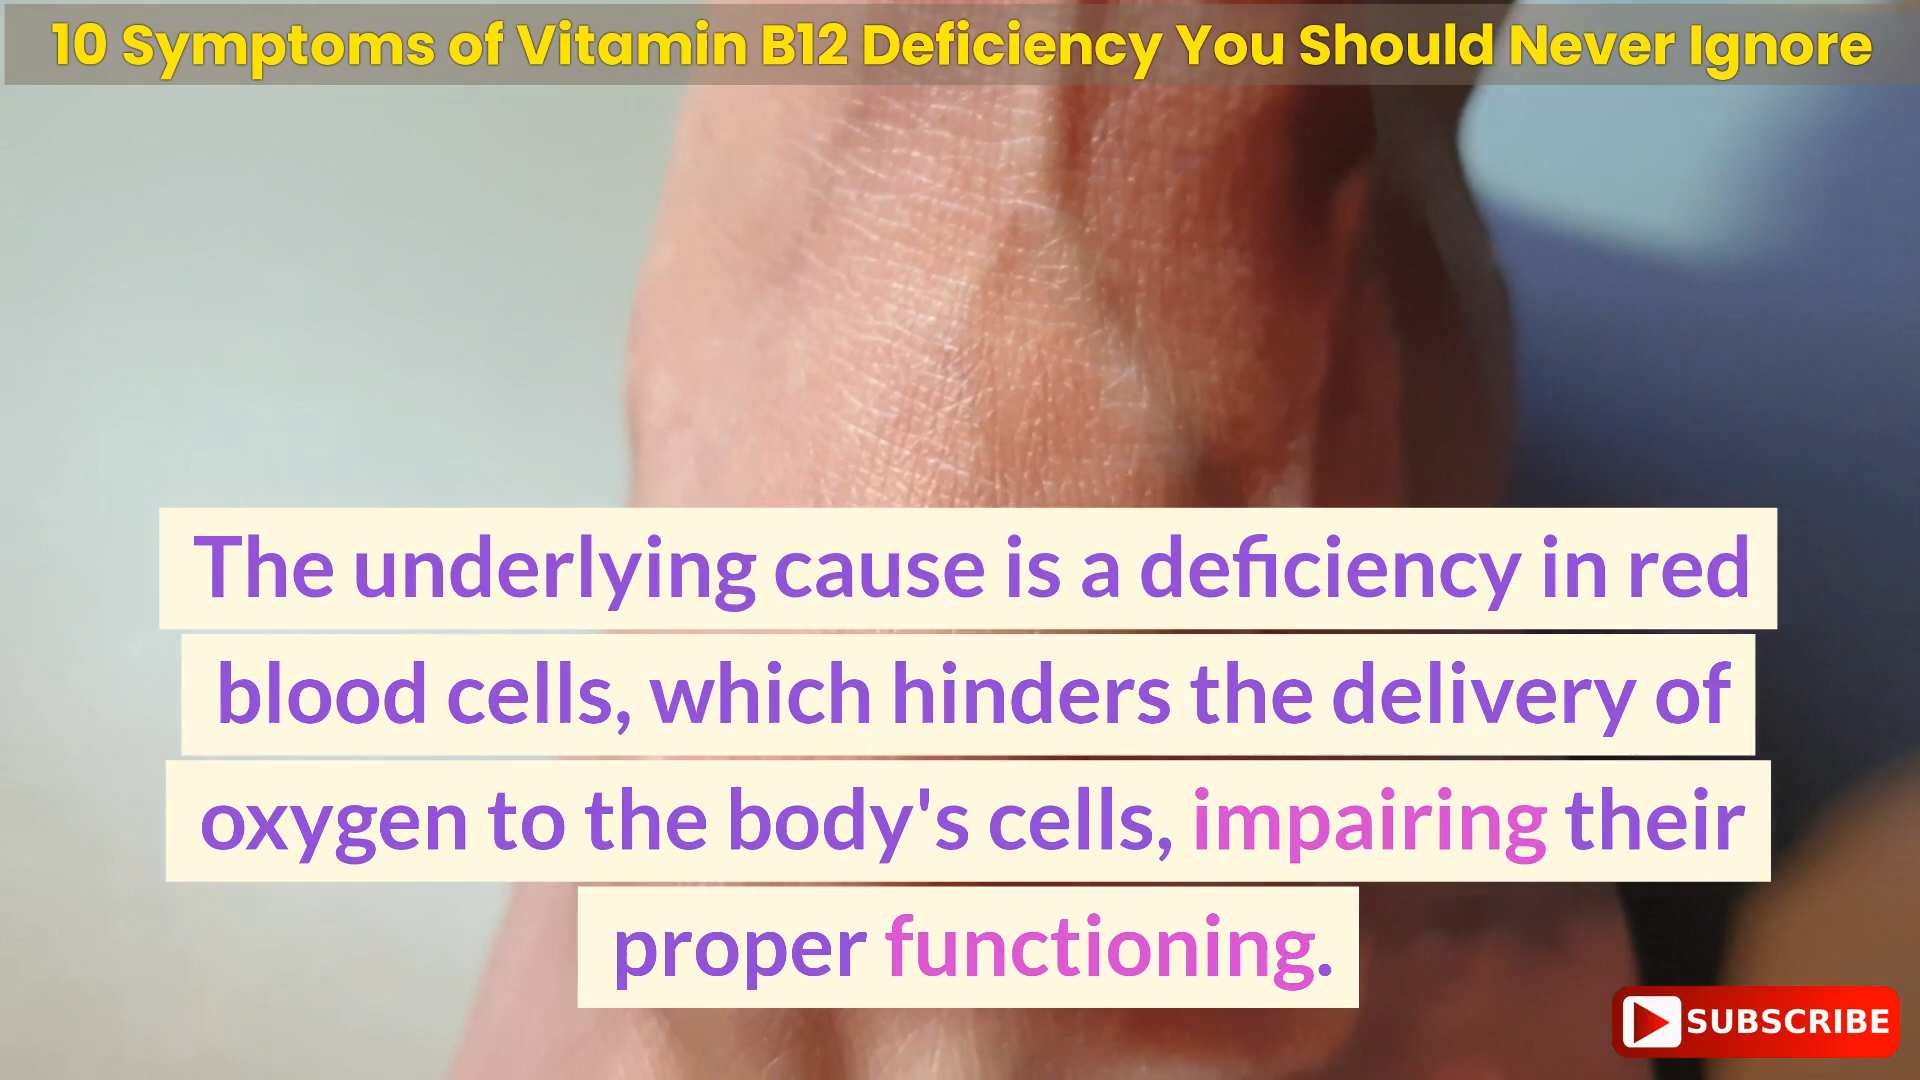 10 Symptoms of Vitamin B12 Deficiency You Should Never Ignore
The underlying cause is a deficiency in red
blood cells, which hinders the delivery of
oxygen to the body's cells, impairing their
proper functioning.
SUBSCRIBE